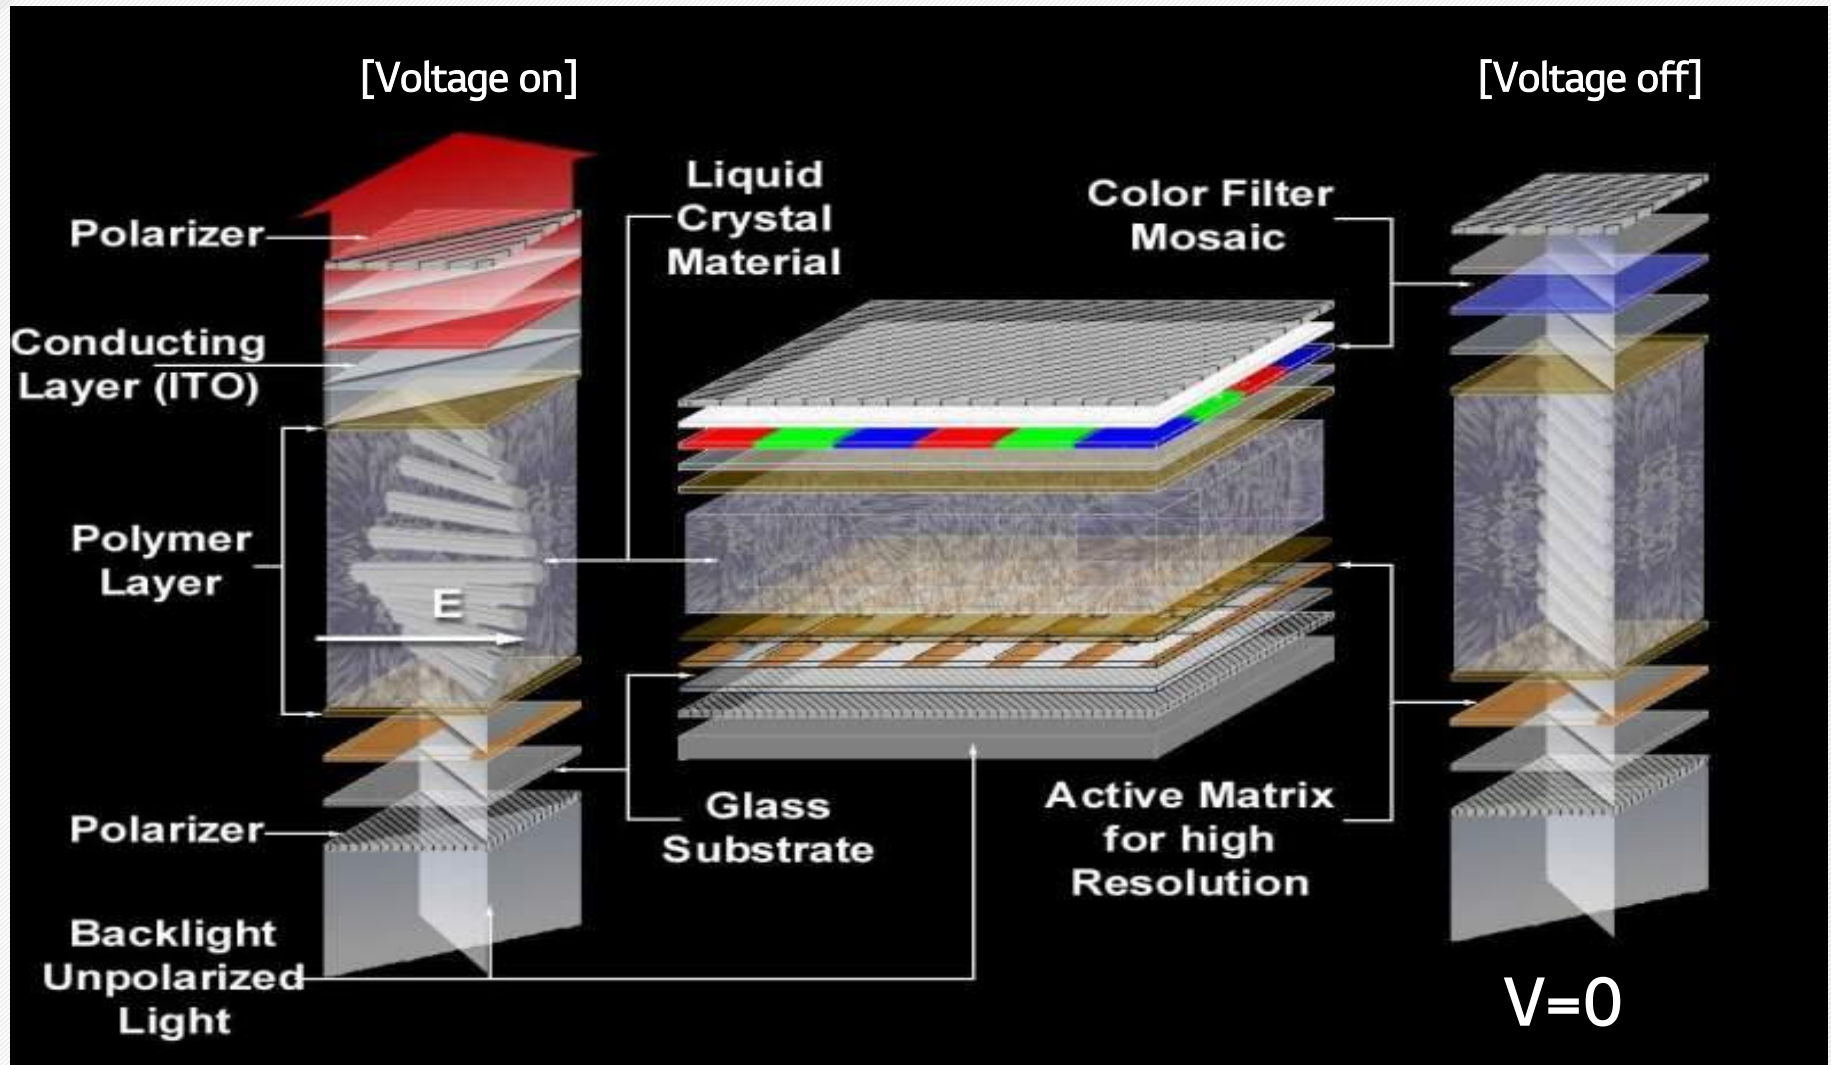 [Voltage on]
[Voltage off]
Polarizer
Conducting
Layer (ITO)
Polymer
Layer
E
Polarizer
Backlight
Unpolarized
Light
Liquid
Crystal
Material
Glass
Substrate
Color Filter
Mosaic
Active Matrix
for high
Resolution
V=0